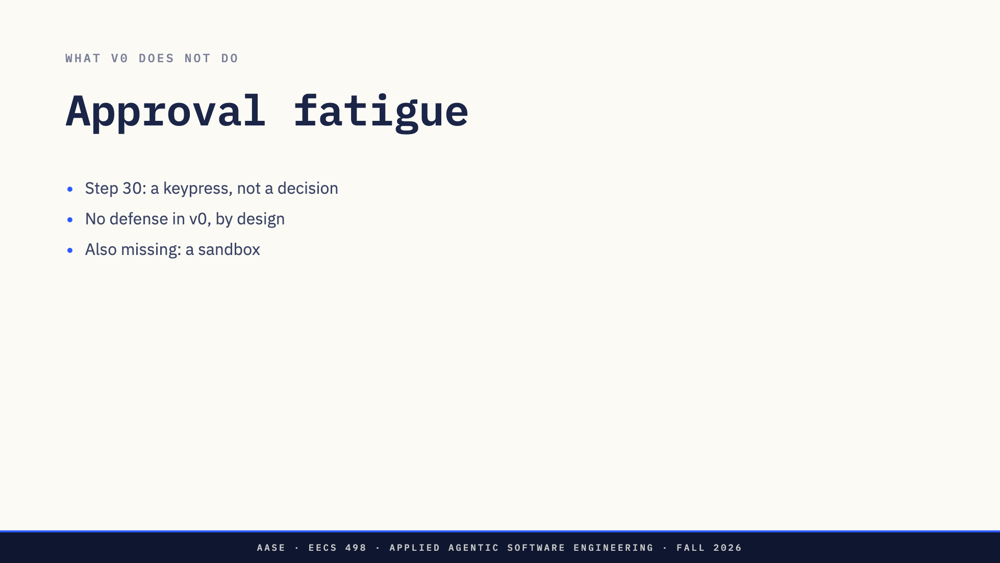 WHAT V0 DOES NOT DO
Approval fatigue
• Step 30: a keypress, not a decision
• No defense in v0, by design
• Also missing: a sandbox
AASE · EECS 498 · APPLIED AGENTIC SOFTWARE ENGINEERING · FALL 2026